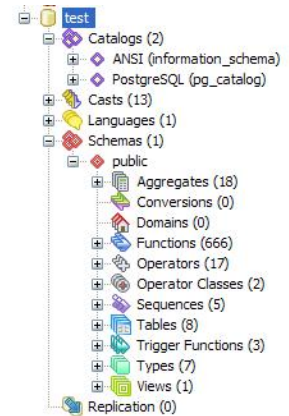 test
Catalogs (2)
ANSI (information_schema)
PostgreSQL (pg_catalog)
Casts (13)
Languages (1)
Schemas (1)
public
Aggregates (18)
Conversions (0)
Domains (0)
Functions (666)
Operators (17)
Operator Classes (2)
Sequences (5)
Tables (8)
Trigger Functions (3)
Types (7)
Views (1)
Replication (0)